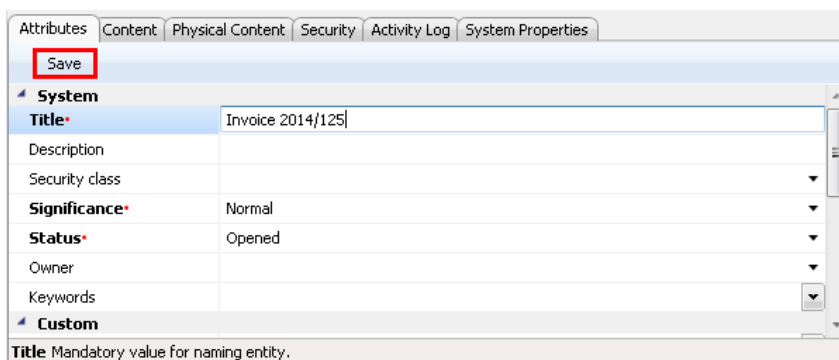 Attributes Content Physical Content Security Activity Log System Properties
Save
System
Title• Invoice 2014/125
Description
Security class
Significance• Normal
Status• Opened
Owner
Keywords
Custom
Title Mandatory value for naming entity.